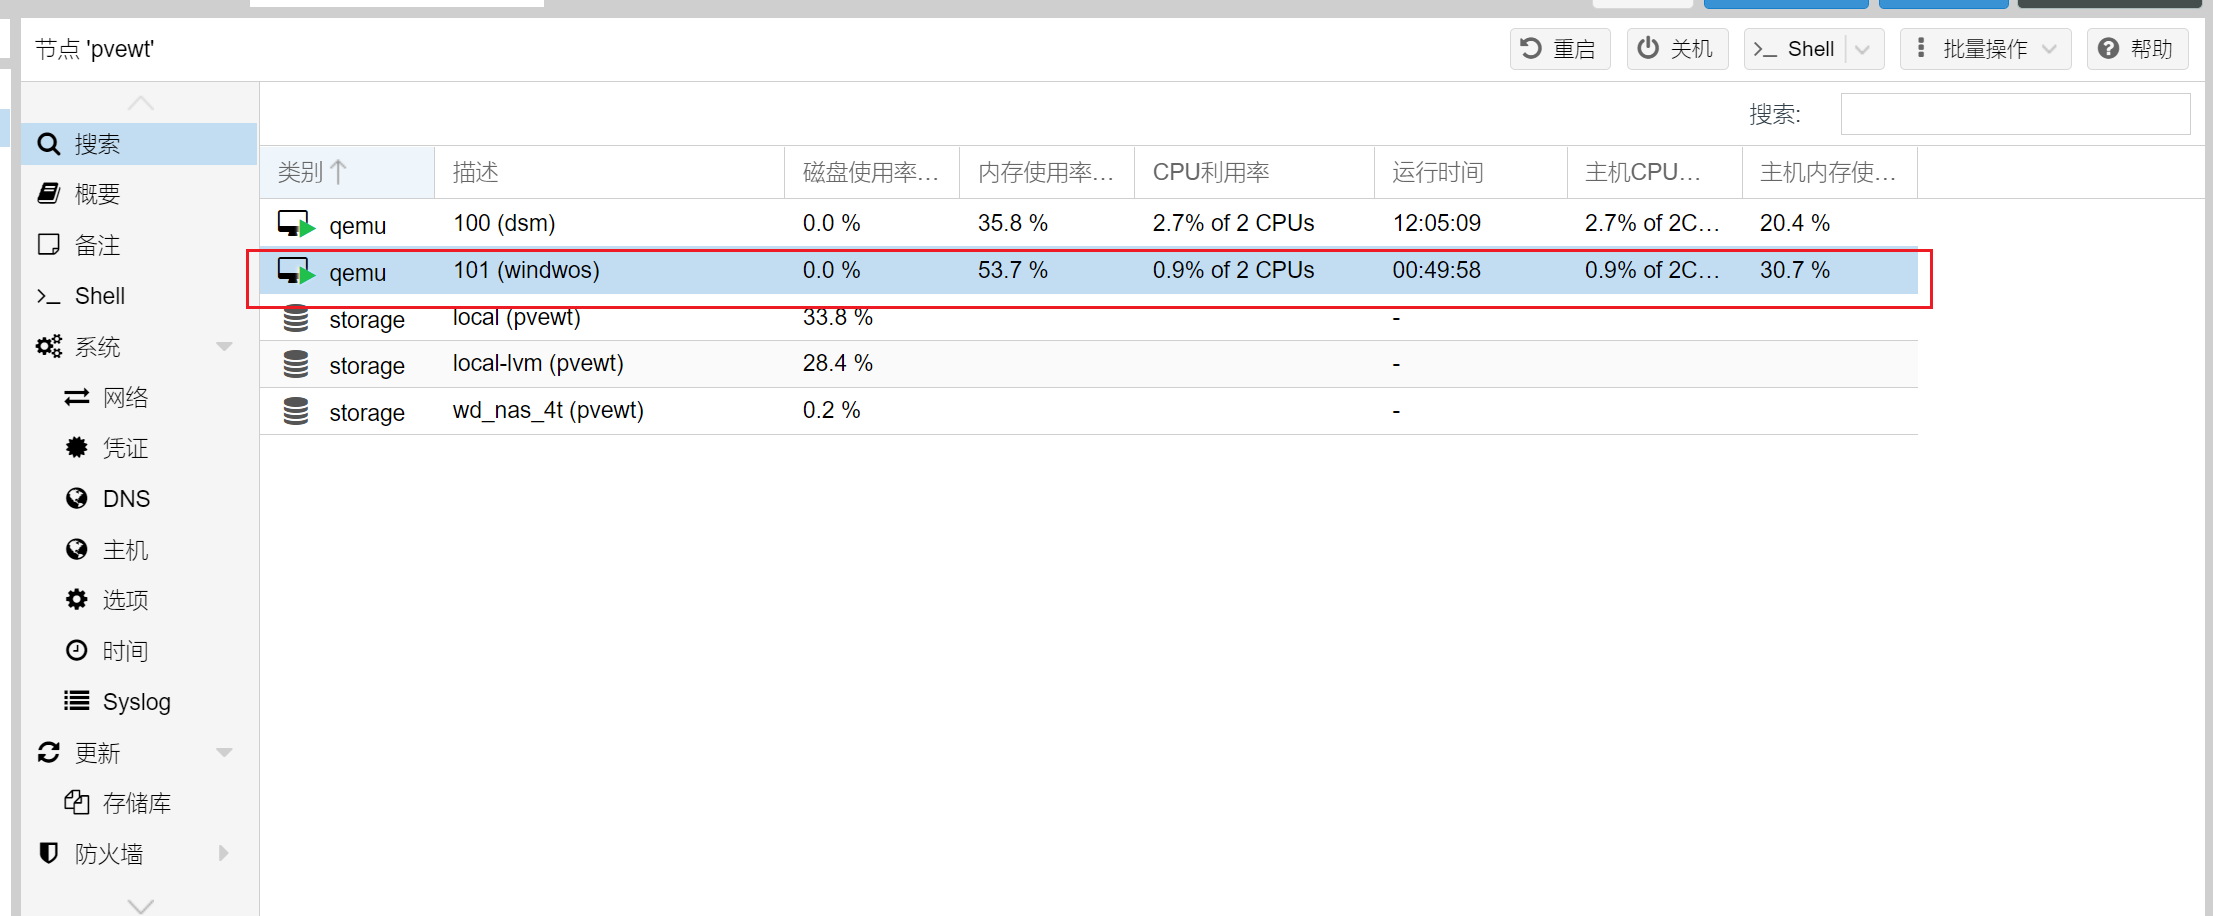 节点 'pvewt'
重启
关机
Shell
批量操作
帮助
搜索:
搜索
概要
备注
Shell
系统
网络
凭证
DNS
主机
选项
时间
Syslog
更新
存储库
防火墙
类别 描述 磁盘使用率... 内存使用率... CPU利用率 运行时间 主机CPU... 主机内存使...
qemu 100 (dsm) 0.0 % 35.8 % 2.7% of 2 CPUs 12:05:09 2.7% of 2C... 20.4 %
qemu 101 (windwos) 0.0 % 53.7 % 0.9% of 2 CPUs 00:49:58 0.9% of 2C... 30.7 %
storage local (pvewt) 33.8 % -
storage local-lvm (pvewt) 28.4 % -
storage wd_nas_4t (pvewt) 0.2 % -